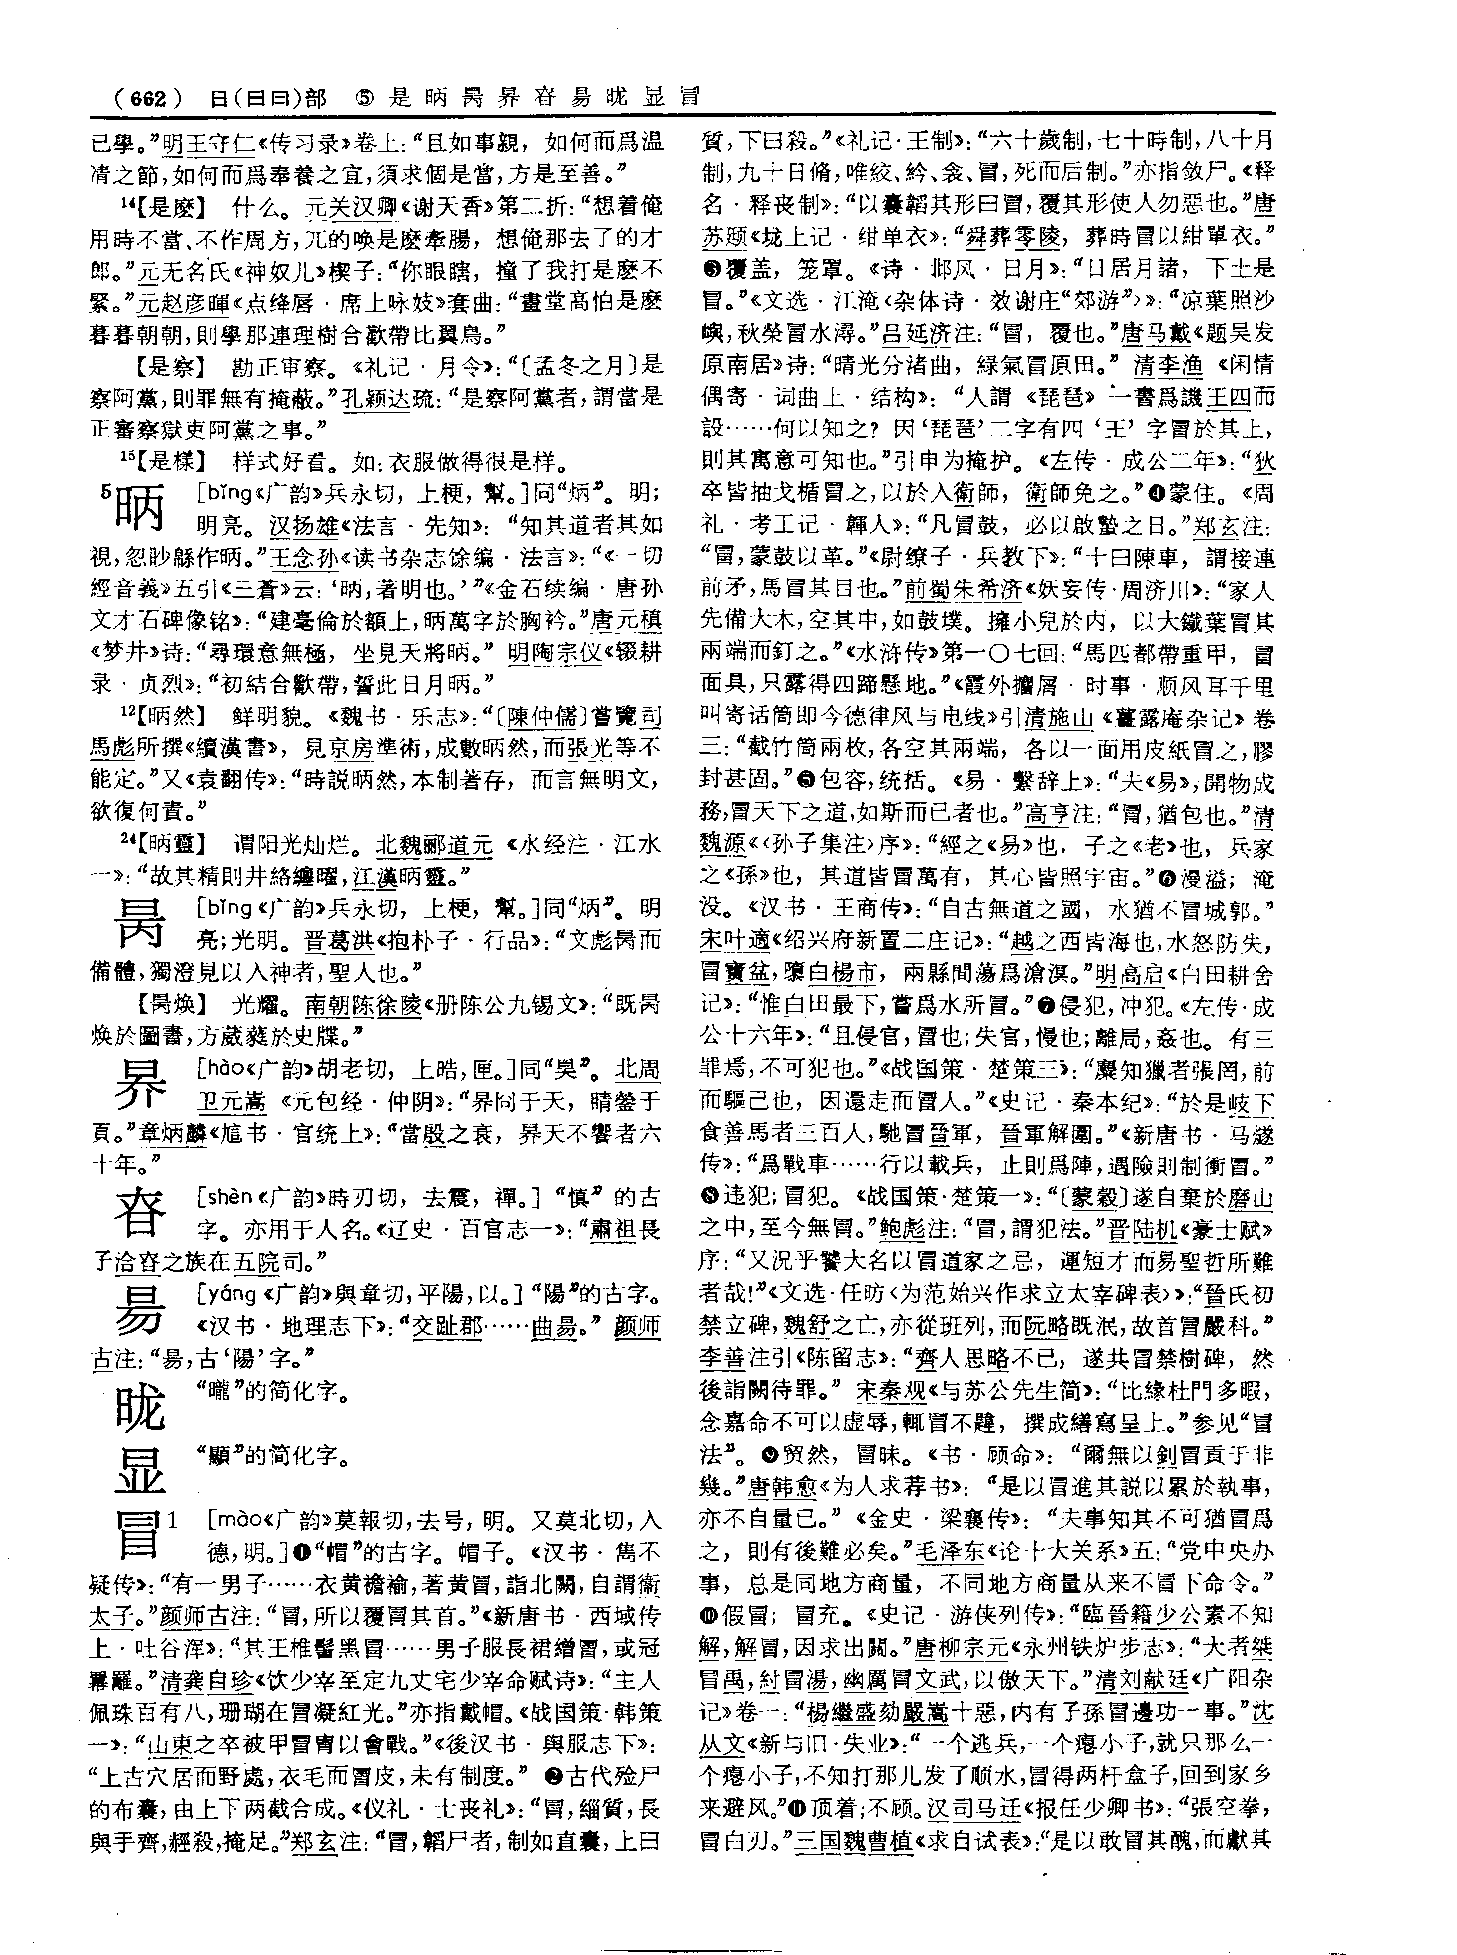 (662) 日(日曰)部 ⑤ 是昞昺昦昚昜昽显冒
已學。”明王守仁《传习录》卷上：“且如事親，如何而爲温
凊之節，如何而爲奉養之宜，須求個是當，方是至善。”
14【是麽】 什么。元关汉卿《谢天香》第二折：“想着俺
用時不當、不作周方，兀的唤是麽牽腸，想俺那去了的才
郎。”元无名氏《神奴儿》楔子：“你眼瞎，撞了我打是麽不
緊。”元赵彦暉《点绛唇·席上咏妓》套曲：“畫堂髙怕是麽
暮暮朝朝，則學那連理樹合歡帶比翼鳥。”
【是察】 勘正审察。《礼记·月令》：“〔孟冬之月〕是
察阿黨，則罪無有掩蔽。”孔颖达疏：“是察阿黨者，謂當是
正審察獄吏阿黨之事。”
15【是樣】 样式好看。如：衣服做得很是样。
5昞 [bǐng《广韵》兵永切，上梗，幫。]同“炳”。明；
明亮。汉扬雄《法言·先知》：“知其道者其如
視，忽眇緜作昞。”王念孙《读书杂志馀编·法言》：“《一切
經音義》五引《三蒼》云：‘昞，著明也。’”《金石续编·唐孙
文才石碑像铭》：“建毫倫於額上，昞萬字於胸衿。”唐元稹
《梦井》诗：“尋環意無極，坐見天將昞。” 明陶宗仪《辍耕
录·贞烈》：“初結合歡帶，誓此日月昞。”
12【昞然】 鲜明貌。《魏书·乐志》：“〔陳仲儒〕嘗覽司
馬彪所撰《續漢書》，見京房準術，成數昞然，而張光等不
能定。”又《袁翻传》：“時説昞然，本制著存，而言無明文，
欲復何責。”
24【昞靈】 谓阳光灿烂。北魏郦道元《水经注·江水
一》：“故其精則井絡纏曜，江漢昞靈。”
昺 [bǐng《广韵》兵永切，上梗，幫。]同“炳”。明
亮；光明。晋葛洪《抱朴子·行品》：“文彪昺而
備體，獨澄見以入神者，聖人也。”
【昺焕】 光耀。南朝陈徐陵《册陈公九锡文》：“既昺
焕於圖書，方葳蕤於史牒。”
昦 [hào《广韵》胡老切，上皓，匣。]同“昊”。北周
卫元嵩《元包经·仲阴》：“昦囘于天，睛鎣于
頁。”章炳麟《訄书·官统上》：“當殷之衰，昦天不饗者六
十年。”
昚 [shèn《广韵》時刃切，去震，禪。]“慎”的古
字。亦用于人名。《辽史·百官志一》：“肅祖長
子洽昚之族在五院司。”
昜 [yáng《广韵》與章切，平陽，以。]“陽”的古字。
《汉书·地理志下》：“交趾郡……曲昜。” 颜师
古注：“昜，古‘陽’字。”
昽 “曨”的简化字。
显 “顯”的简化字。
冒1 [mào《广韵》莫報切，去号，明。又莫北切，入
德，明。]❶“帽”的古字。帽子。《汉书·雋不
疑传》：“有一男子……衣黄襜褕，著黄冒，詣北闕，自謂衛
太子。”颜师古注：“冒，所以覆冒其首。”《新唐书·西域传
上·吐谷浑》：“其王椎髻黑冒……男子服長裙繒冒，或冠
羃䍦。”清龚自珍《饮少宰至定九丈宅少宰命赋诗》：“主人
佩珠百有八，珊瑚在冒凝紅光。”亦指戴帽。《战国策·韩策
一》：“山東之卒被甲冒胄以會戰。”《後汉书·舆服志下》：
“上古穴居而野處，衣毛而冒皮，未有制度。” ❷古代殓尸
的布囊，由上下两截合成。《仪礼·士丧礼》：“冒，緇質，長
與手齊，䞓殺，掩足。”郑玄注：“冒，韜尸者，制如直囊，上曰
質，下曰殺。”《礼记·王制》：“六十歲制，七十時制，八十月
制，九十日脩，唯絞、紟、衾、冒，死而后制。”亦指敛尸。《释
名·释丧制》：“以囊韜其形曰冒，覆其形使人勿惡也。”唐
苏颋《垅上记·绀单衣》：“舜葬零陵，葬時冒以紺單衣。”
❸覆盖，笼罩。《诗·邶风·日月》：“日居月諸，下土是
冒。”《文选·江淹〈杂体诗·效谢庄“郊游”〉》：“凉葉照沙
嶼，秋榮冒水潯。”吕延济注：“冒，覆也。”唐马戴《题吴发
原南居》诗：“晴光分渚曲，緑氣冒原田。” 清李渔《闲情
偶寄·词曲上·结构》：“人謂《琵琶》一書爲譏王四而
設……何以知之？因‘琵琶’二字有四‘王’字冒於其上，
則其寓意可知也。”引申为掩护。《左传·成公二年》：“狄
卒皆抽戈楯冒之，以於入衛師，衛師免之。”❹蒙住。《周
礼·考工记·韗人》：“凡冒鼓，必以啟蟄之日。”郑玄注：
“冒，蒙鼓以革。”《尉缭子·兵教下》：“十曰陳車，謂接連
前矛，馬冒其目也。”前蜀朱希济《妖妄传·周济川》：“家人
先備大木，空其中，如鼓墣。擁小兒於内，以大鐵葉冒其
兩端而釘之。”《水浒传》第一〇七回：“馬匹都帶重甲，冒
面具，只露得四蹄懸地。”《霞外攟屑·时事·顺风耳千里
叫寄话筒即今德律风与电线》引清施山《薑露庵杂记》卷
三：“截竹筒兩枚，各空其兩端，各以一面用皮紙冒之，膠
封甚固。”❺包容，统括。《易·繫辞上》：“夫《易》，開物成
務，冒天下之道，如斯而已者也。”高亨注：“冒，猶包也。”清
魏源《〈孙子集注〉序》：“經之《易》也，子之《老》也，兵家
之《孫》也，其道皆冒萬有，其心皆照宇宙。”❻漫溢；淹
没。《汉书·王商传》：“自古無道之國，水猶不冒城郭。”
宋叶適《绍兴府新置二庄记》：“越之西皆海也，水怒防失，
冒寶盆，墮白楊市，兩縣間蕩爲滄溟。”明高启《白田耕舍
记》：“惟白田最下，嘗爲水所冒。”❼侵犯，冲犯。《左传·成
公十六年》：“且侵官，冒也；失官，慢也；離局，姦也。有三
罪焉，不可犯也。”《战国策·楚策三》：“麋知獵者張罔，前
而驅己也，因還走而冒人。”《史记·秦本纪》：“於是岐下
食善馬者三百人，馳冒晉軍，晉軍解圍。”《新唐书·马燧
传》：“爲戰車……行以載兵，止則爲陣，遇險則制衝冒。”
❽违犯；冒犯。《战国策·楚策一》：“〔蒙穀〕遂自棄於磨山
之中，至今無冒。”鲍彪注：“冒，謂犯法。”晋陆机《豪士赋》
序：“又況乎饕大名以冒道家之忌，運短才而易聖哲所難
者哉！”《文选·任昉〈为范始兴作求立太宰碑表〉》：“晉氏初
禁立碑，魏舒之亡，亦從班列，而阮略既泯，故首冒嚴科。”
李善注引《陈留志》：“齊人思略不已，遂共冒禁樹碑，然
後詣闕待罪。” 宋秦观《与苏公先生简》：“比緣杜門多暇，
念嘉命不可以虚辱，輒冒不韙，撰成繕寫呈上。”参见“冒
法”。❾贸然，冒昧。《书·顾命》：“爾無以釗冒貢于非
幾。”唐韩愈《为人求荐书》：“是以冒進其説以累於執事，
亦不自量已。”《金史·梁襄传》：“夫事知其不可猶冒爲
之，則有後難必矣。”毛泽东《论十大关系》五：“党中央办
事，总是同地方商量，不同地方商量从来不冒下命令。”
❿假冒；冒充。《史记·游侠列传》：“臨晉籍少公素不知
解，解冒，因求出關。”唐柳宗元《永州铁炉步志》：“大者桀
冒禹，紂冒湯，幽厲冒文武，以傲天下。”清刘献廷《广阳杂
记》卷一：“楊繼盛劾嚴嵩十惡，内有子孫冒邊功一事。”沈
从文《新与旧·失业》：“一个逃兵，一个瘪小子，就只那么一
个瘪小子，不知打那儿发了顺水，冒得两杆盒子，回到家乡
来避风。”⓫顶着；不顾。汉司马迁《报任少卿书》：“張空拳，
冒白刃。”三国魏曹植《求自试表》：“是以敢冒其醜，而獻其